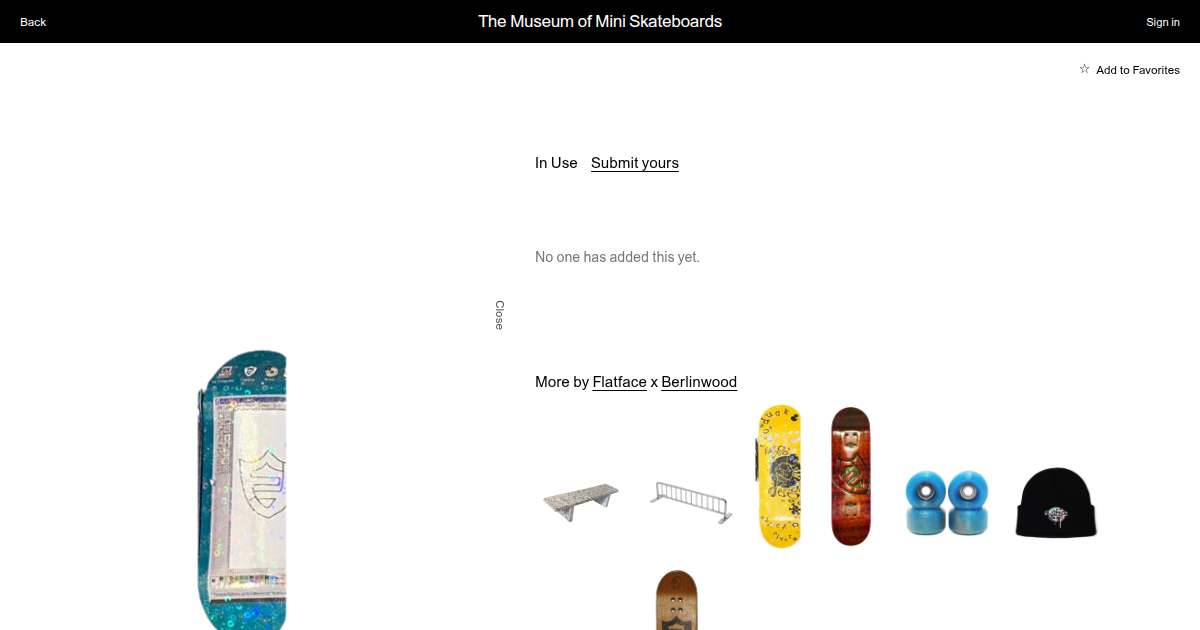 Back
The Museum of Mini Skateboards
Sign in
☆ Add to Favorites
In Use Submit yours
No one has added this yet.
Close
More by Flatface x Berlinwood